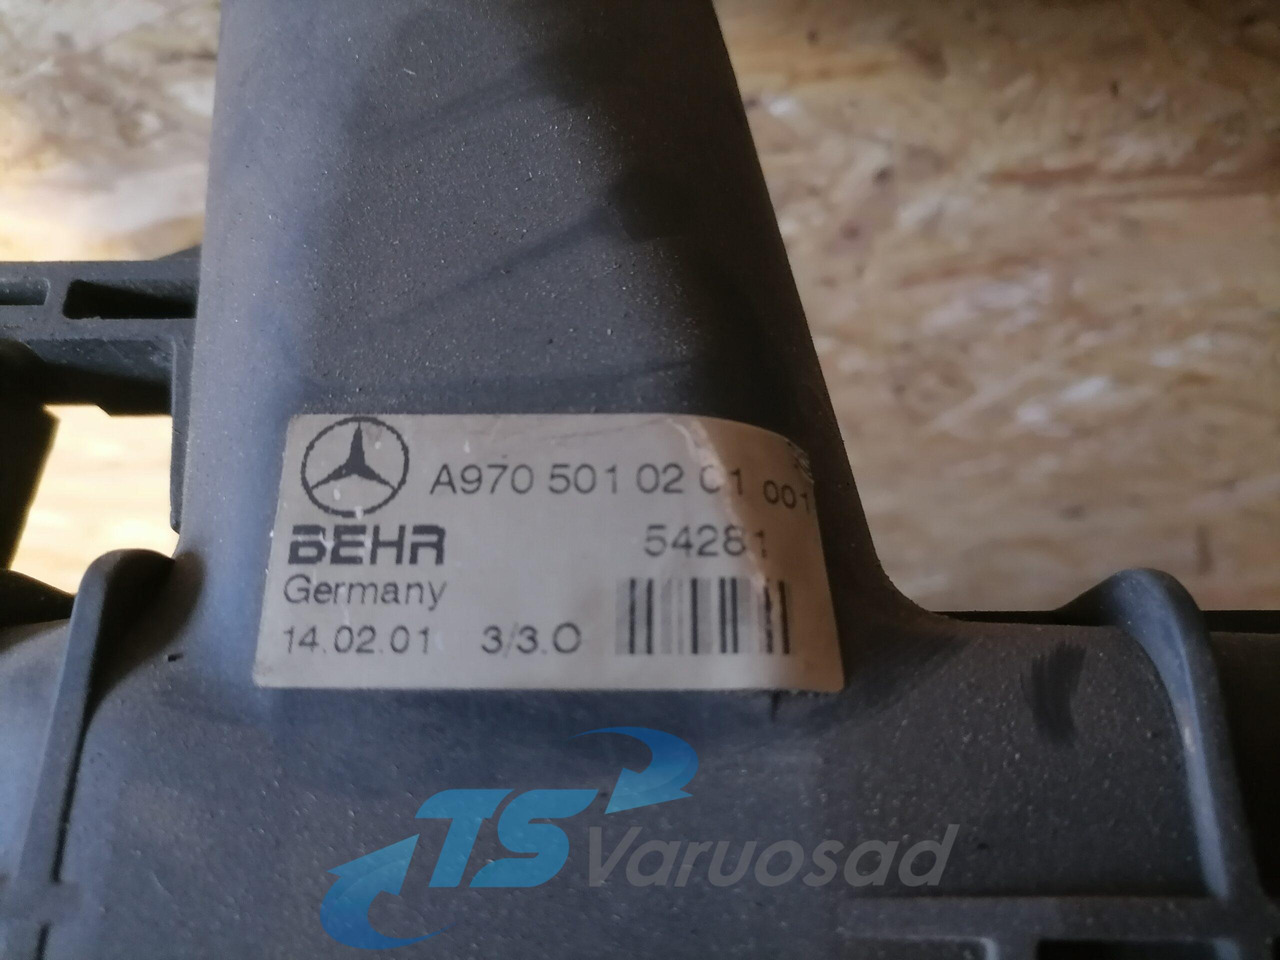 A970 501 02 01 001
BEHR 54281
Germany
14.02.01 3/3.0
TS Varuosad